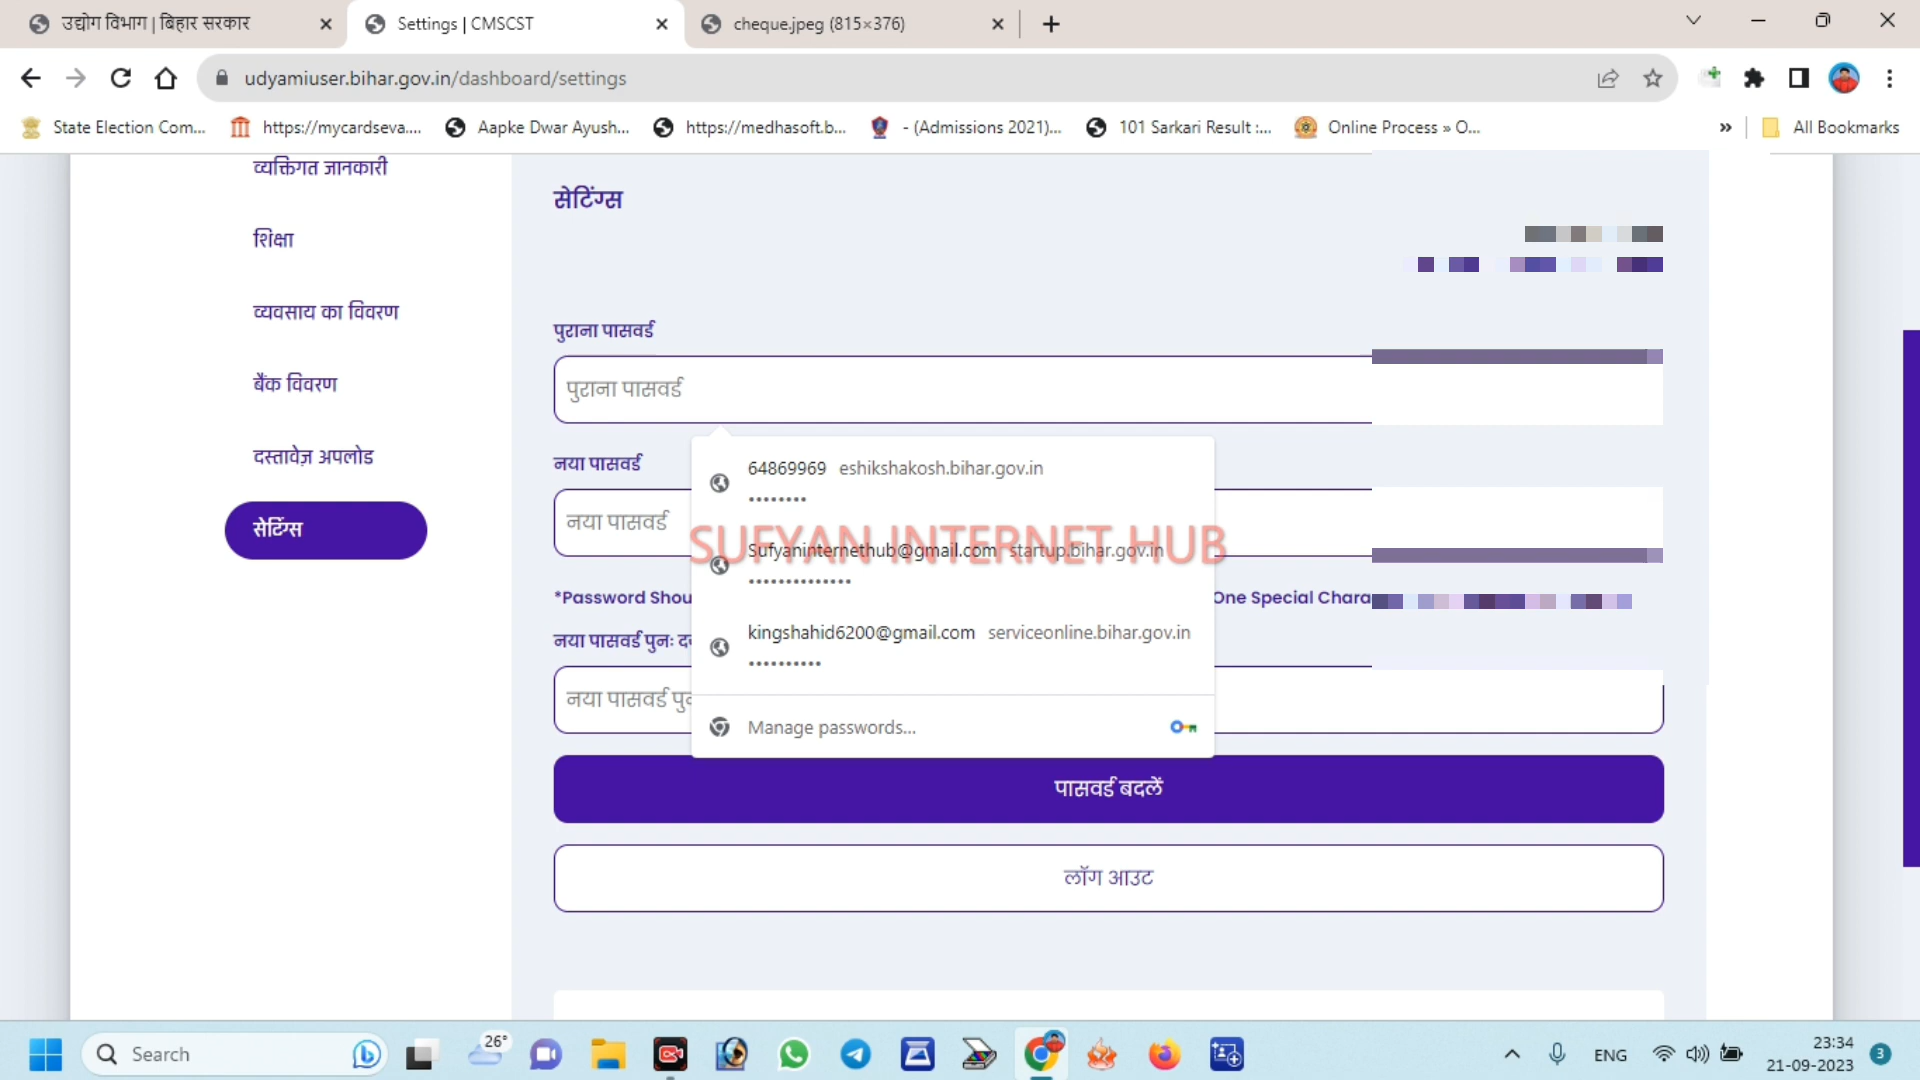 उद्योग विभाग | बिहार सरकार
Settings | CMSCST
cheque.jpeg (815×376)
udyamiuser.bihar.gov.in/dashboard/settings
State Election Com...
https://mycardseva....
Aapke Dwar Ayush...
https://medhasoft.b...
- (Admissions 2021)...
101 Sarkari Result :...
Online Process » O...
»
All Bookmarks
व्यक्तिगत जानकारी
शिक्षा
व्यवसाय का विवरण
बैंक विवरण
दस्तावेज़ अपलोड
सेटिंग्स
सेटिंग्स
पुराना पासवर्ड
पुराना पासवर्ड
नया पासवर्ड
नया पासवर्ड
64869969 eshikshakosh.bihar.gov.in
••••••••
SUFYAN INTERNET HUB
Sufyaninternethub@gmail.com startup.bihar.gov.in
••••••••••••••
kingshahid6200@gmail.com serviceonline.bihar.gov.in
••••••••••
Manage passwords...
*Password Shou
One Special Chara
नया पासवर्ड पुनः
नया पासवर्ड
पासवर्ड बदलें
लॉग आउट
Search
26°
ENG
23:34
21-09-2023
3